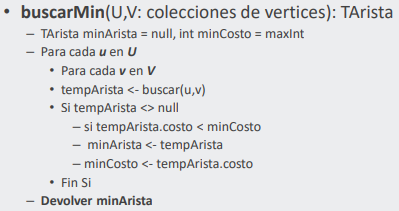 • buscarMin(U,V: colecciones de vertices): TArista
– TArista minArista = null, int minCosto = maxInt
– Para cada u en U
• Para cada v en V
• tempArista <- buscar(u,v)
• Si tempArista <> null
– si tempArista.costo < minCosto
– minArista <- tempArista
– minCosto <- tempArista.costo
• Fin Si
– Devolver minArista